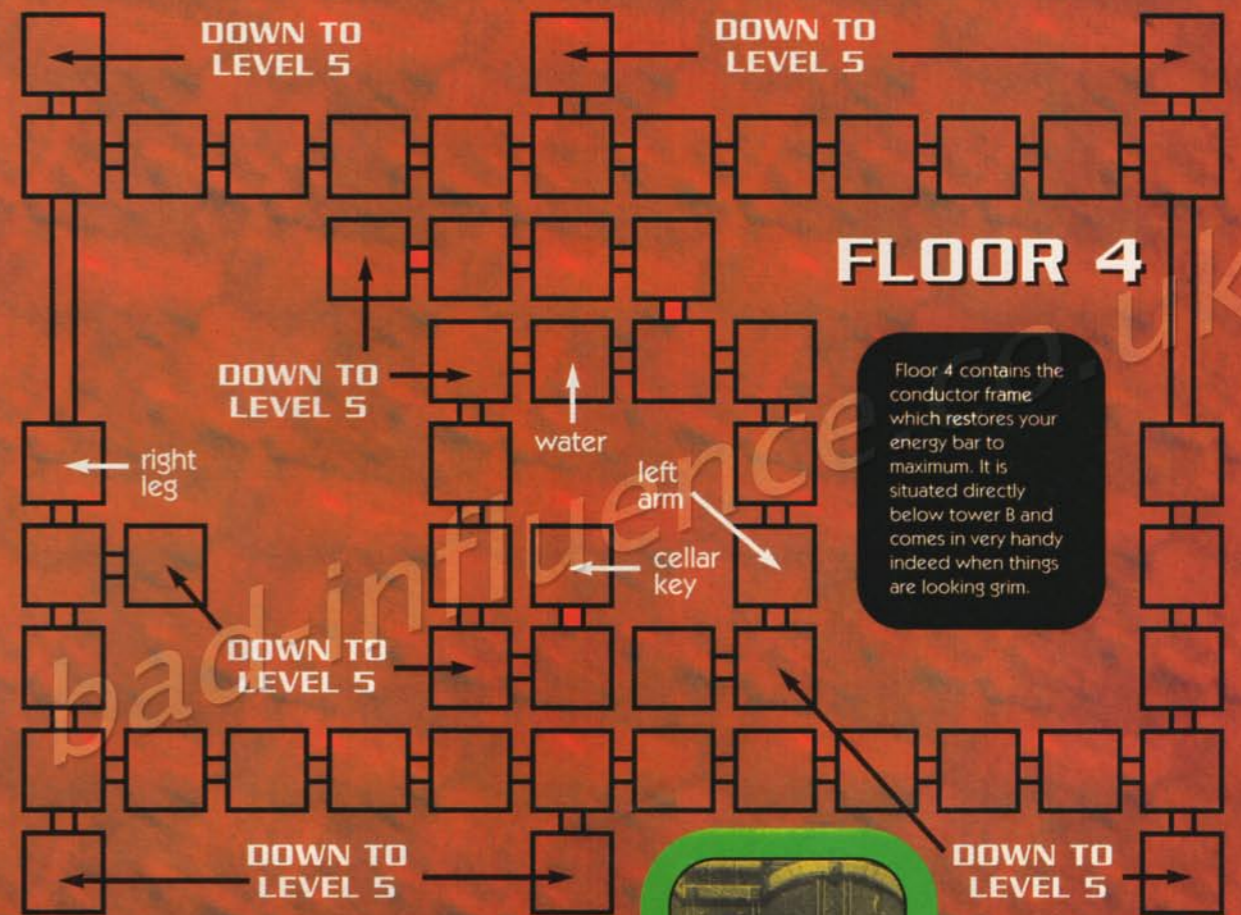 DOWN TO
LEVEL 5
DOWN TO
LEVEL 5
FLOOR 4
DOWN TO
LEVEL 5
water
right
leg
left
arm
cellar
key
Floor 4 contains the
conductor frame
which restores your
energy bar to
maximum. It is
situated directly
below tower B and
comes in very handy
indeed when things
are looking grim.
DOWN TO
LEVEL 5
DOWN TO
LEVEL 5
DOWN TO
LEVEL 5
bad-influence.co.uk